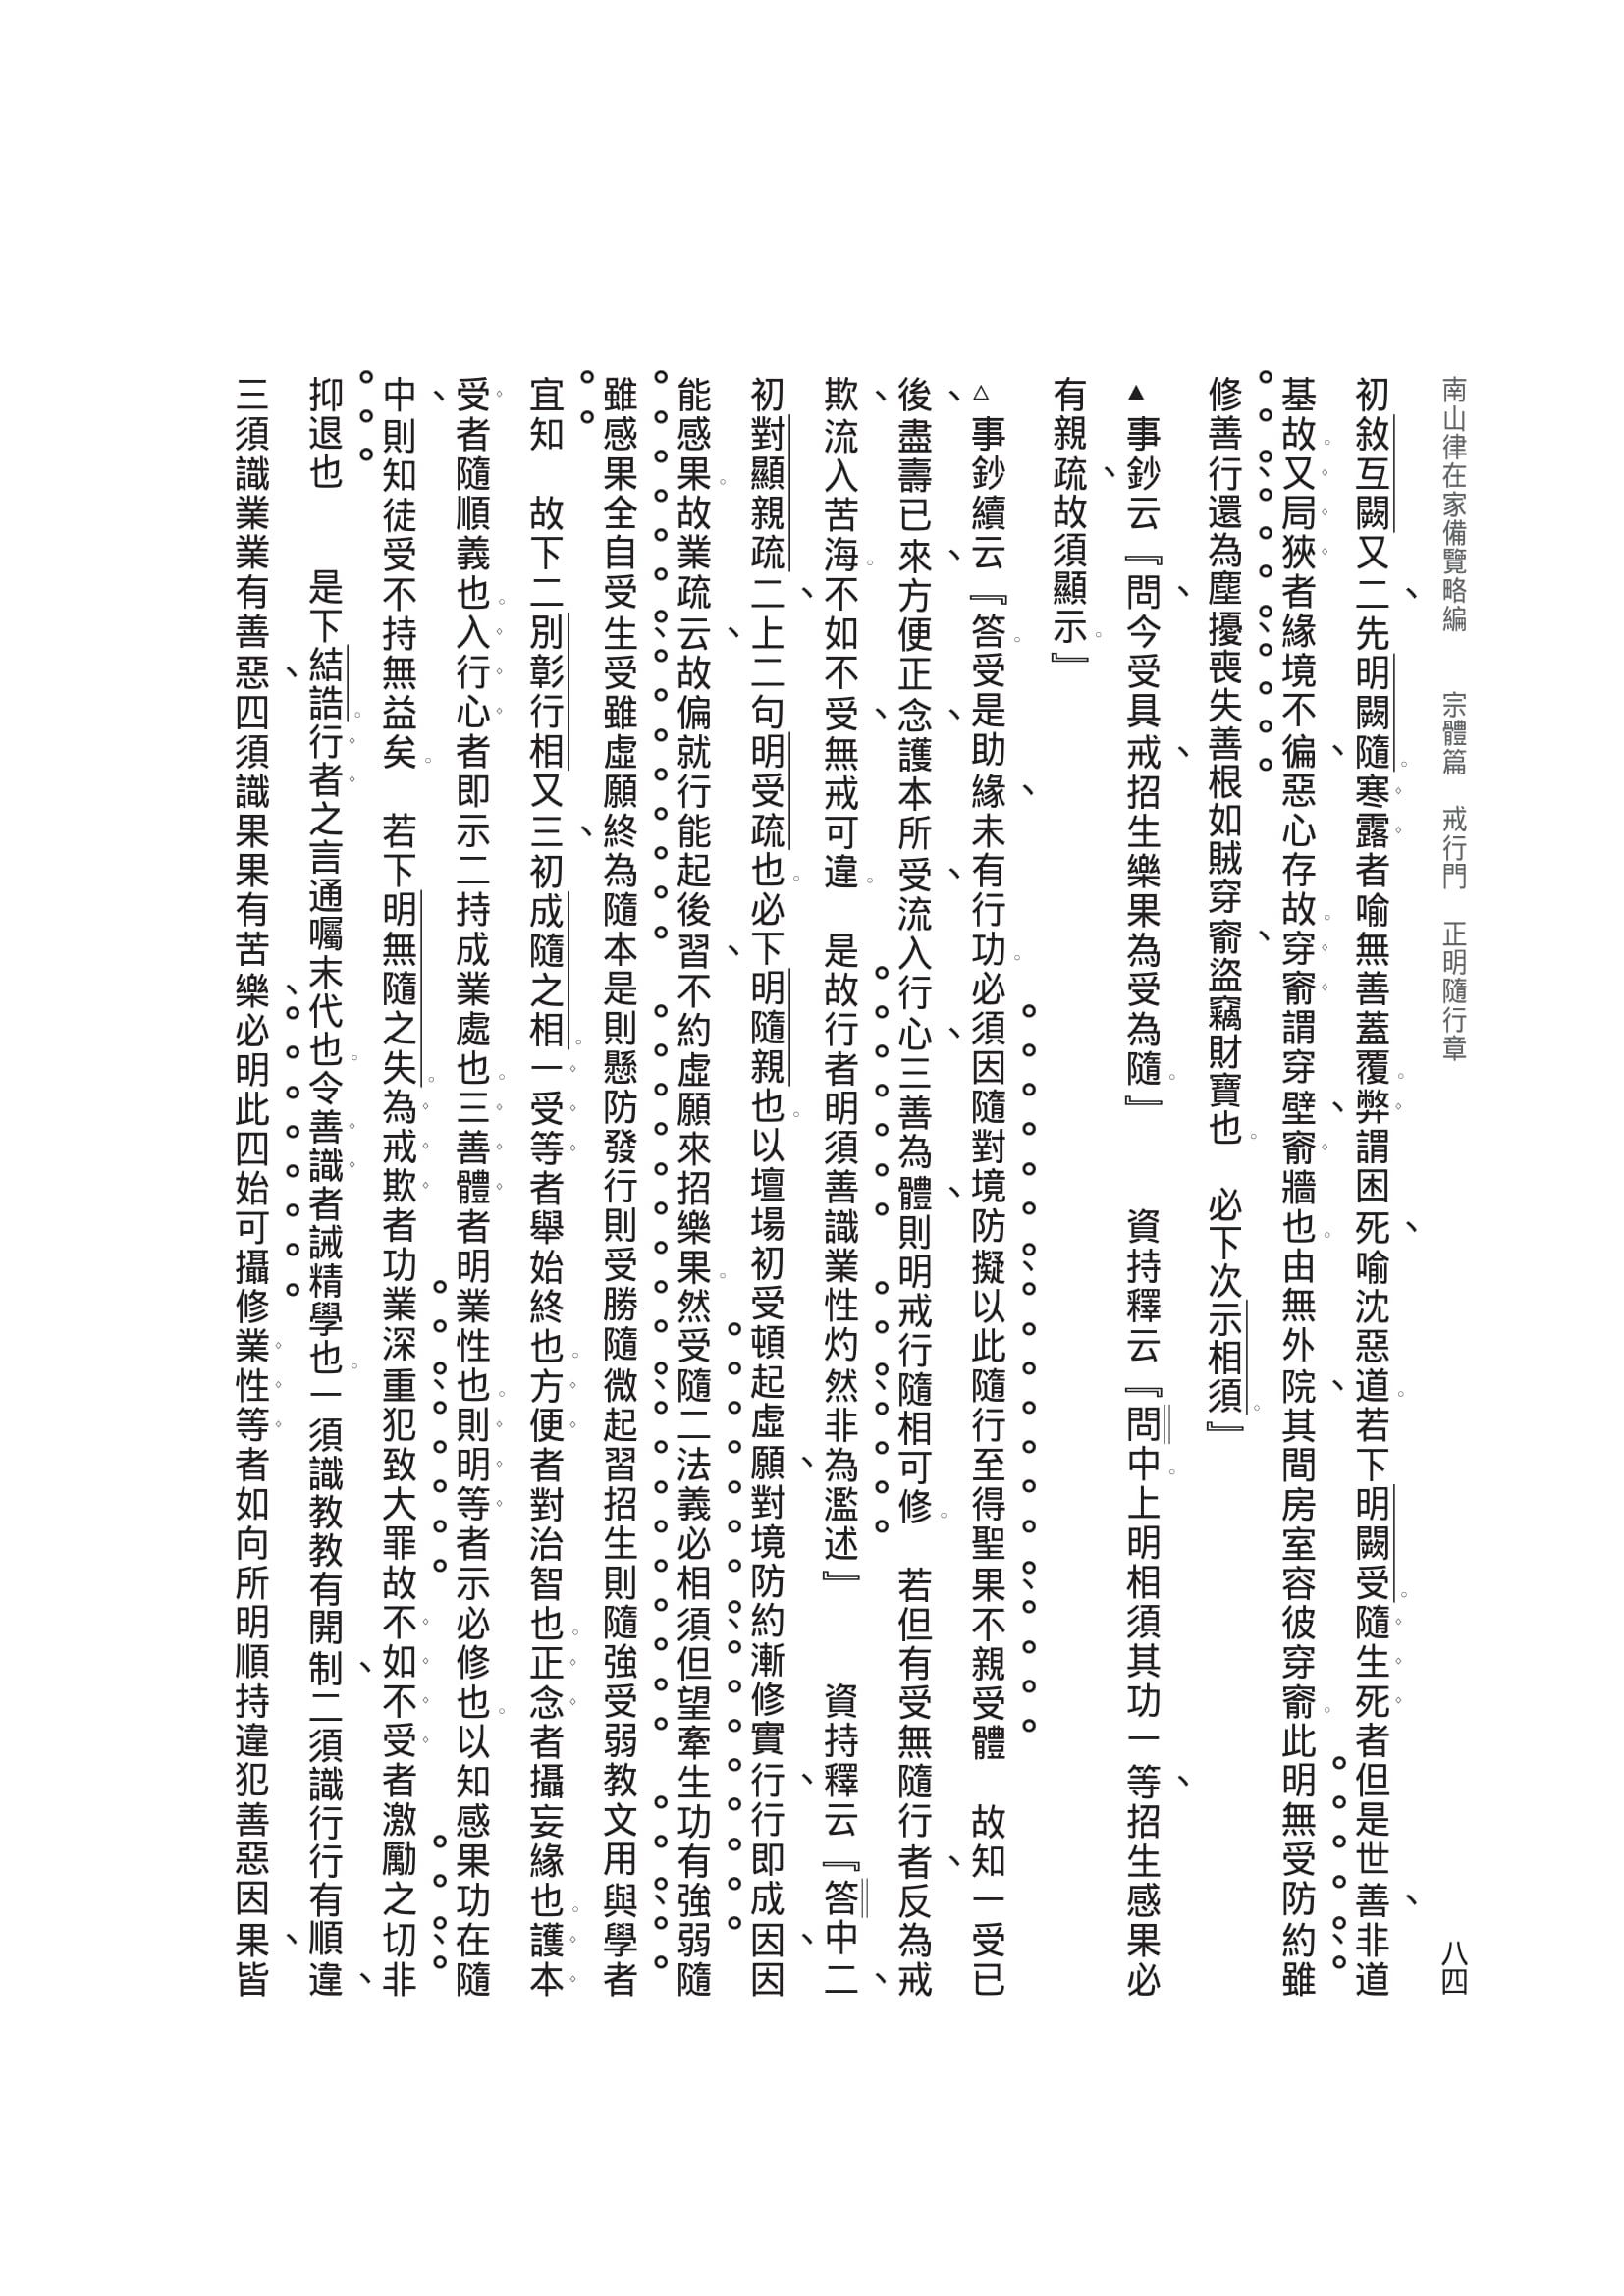 南山律在家備覽略編　宗體篇　戒行門　正明隨行章
八四
初敘互闕又二先明闕隨寒露者喻無善蓋覆弊謂困死喻沈惡道若下明闕受隨生死者但是世善非道
基故又局狹者緣境不徧惡心存故穿窬謂穿壁窬牆也由無外院其間房室容彼穿窬此明無受防約雖
修善行還為塵擾喪失善根如賊穿窬盜竊財寶也　必下次示相須』
▲事鈔云『問今受具戒招生樂果為受為隨』　資持釋云『問中上明相須其功一等招生感果必
有親疏故須顯示』
△事鈔續云『答受是助緣未有行功必須因隨對境防擬以此隨行至得聖果不親受體　故知一受已
後盡壽已來方便正念護本所受流入行心三善為體則明戒行隨相可修　若但有受無隨行者反為戒
欺流入苦海不如不受無戒可違　是故行者明須善識業性灼然非為濫述』　資持釋云『答中二
初對顯親疏二上二句明受疏也必下明隨親也以壇場初受頓起虛願對境防約漸修實行行即成因因
能感果故業疏云故偏就行能起後習不約虛願來招樂果然受隨二法義必相須但望牽生功有強弱隨
雖感果全自受生受雖虛願終為隨本是則懸防發行則受勝隨微起習招生則隨強受弱教文用與學者
宜知　故下二別彰行相又三初成隨之相一受等者舉始終也方便者對治智也正念者攝妄緣也護本
受者隨順義也入行心者即示二持成業處也三善體者明業性也則明等者示必修也以知感果功在隨
中則知徒受不持無益矣　若下明無隨之失為戒欺者功業深重犯致大罪故不如不受者激勵之切非
抑退也　是下結誥行者之言通囑末代也令善識者誡精學也一須識教教有開制二須識行行有順違
三須識業業有善惡四須識果果有苦樂必明此四始可攝修業性等者如向所明順持違犯善惡因果皆